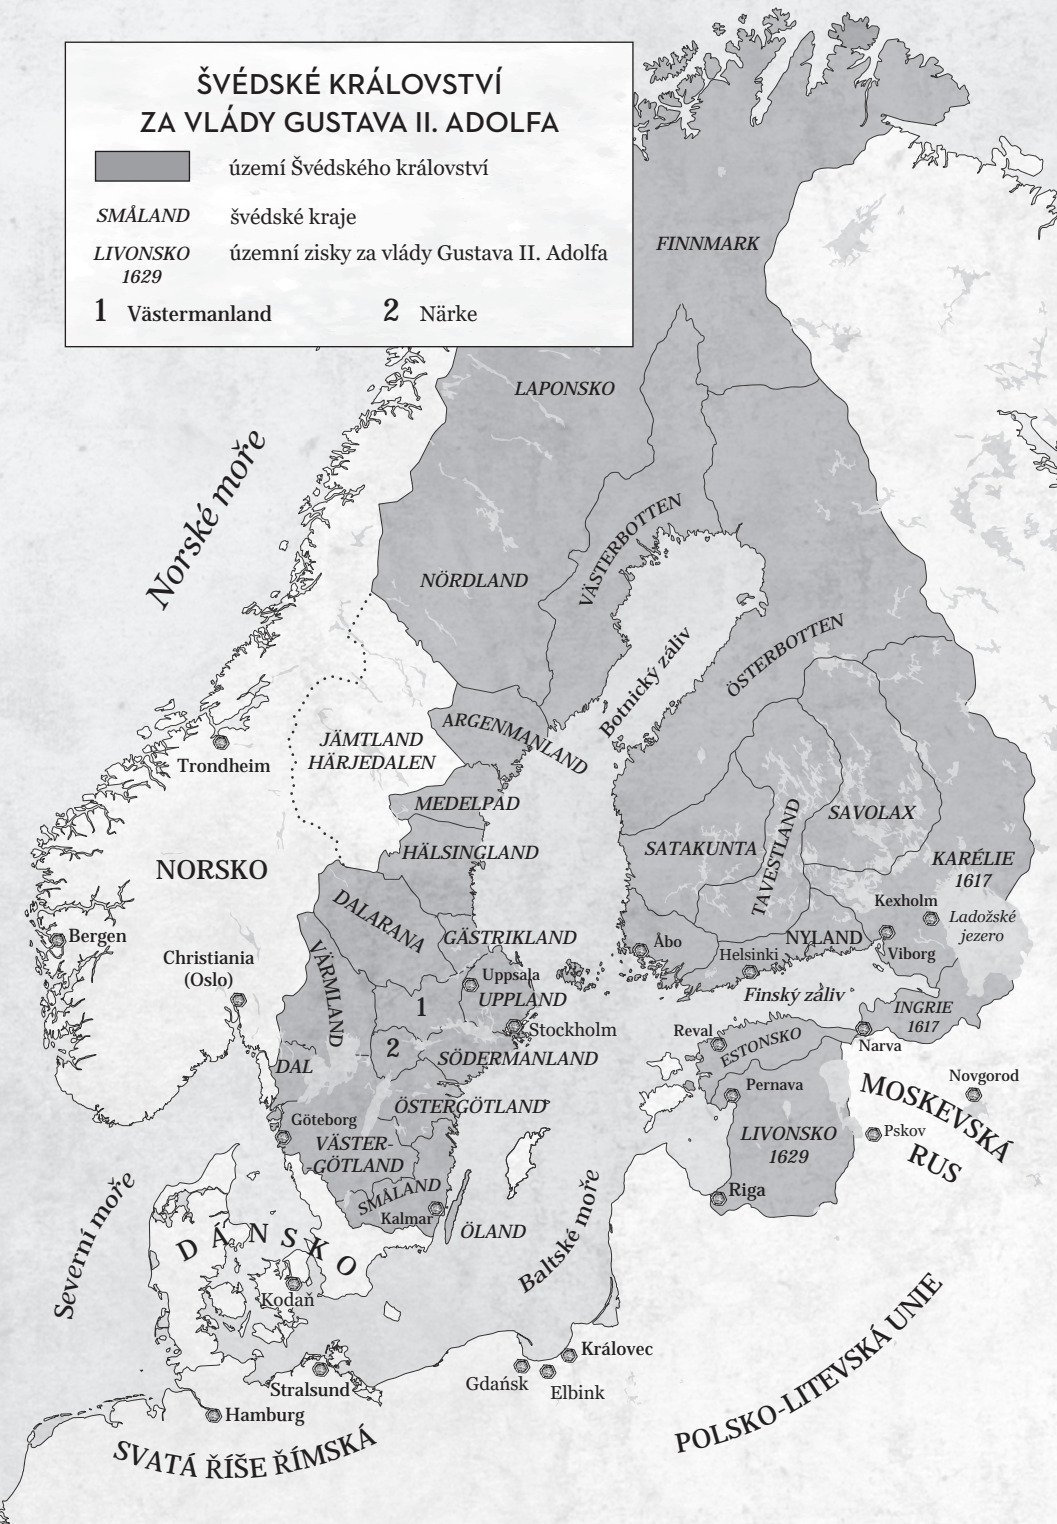 ŠVÉDSKÉ KRÁLOVSTVÍ
ZA VLÁDY GUSTAVA II. ADOLFA
území Švédského království
SMÅLAND švédské kraje
LIVONSKO územní zisky za vlády Gustava II. Adolfa
1629
1 Västermanland 2 Närke
FINNMARK
LAPONSKO
Norské moře
VÄSTERBOTTEN
NÖRDLAND
Botnický záliv
ÖSTERBOTTEN
ARGENMANLAND
JÄMTLAND
HÄRJEDALEN
Trondheim
MEDELPAD
SAVOLAX
TAVESTLAND
SATAKUNTA
HÄLSINGLAND
KARÉLIE
1617
NORSKO
DALARANA
Kexholm
Ladožské
jezero
Bergen
GÄSTRIKLAND
Åbo
NYLAND
Helsinki
Viborg
Christiania
(Oslo)
VÄRMLAND
Uppsala
1
UPPLAND
Finský záliv
INGRIE
1617
Stockholm
Reval
ESTONSKO
Narva
2
SÖDERMANLAND
DAL
Pernava
Novgorod
MOSKEVSKÁ
RUS
ÖSTERGÖTLAND
Göteborg
VÄSTER-
-GÖTLAND
LIVONSKO
1629
Pskov
SMÅLAND
Kalmar
Riga
ÖLAND
Baltské moře
Severní moře
DÁNSKO
Kodaň
Královec
Gdańsk
Elbink
Stralsund
Hamburg
POLSKO-LITEVSKÁ UNIE
SVATÁ ŘÍŠE ŘÍMSKÁ